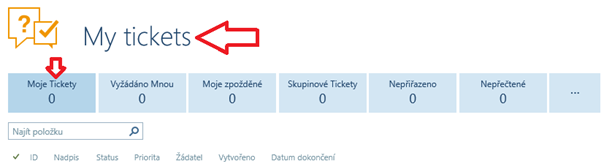 My tickets
Moje Tickety Vyžádáno Mnou Moje zpožděné Skupinové Tickety Nepřiřazeno Nepřečtené ...
0 0 0 0 0 0
Najít položku
ID Nadpis Status Priorita Žádatel Vytvořeno Datum dokončení